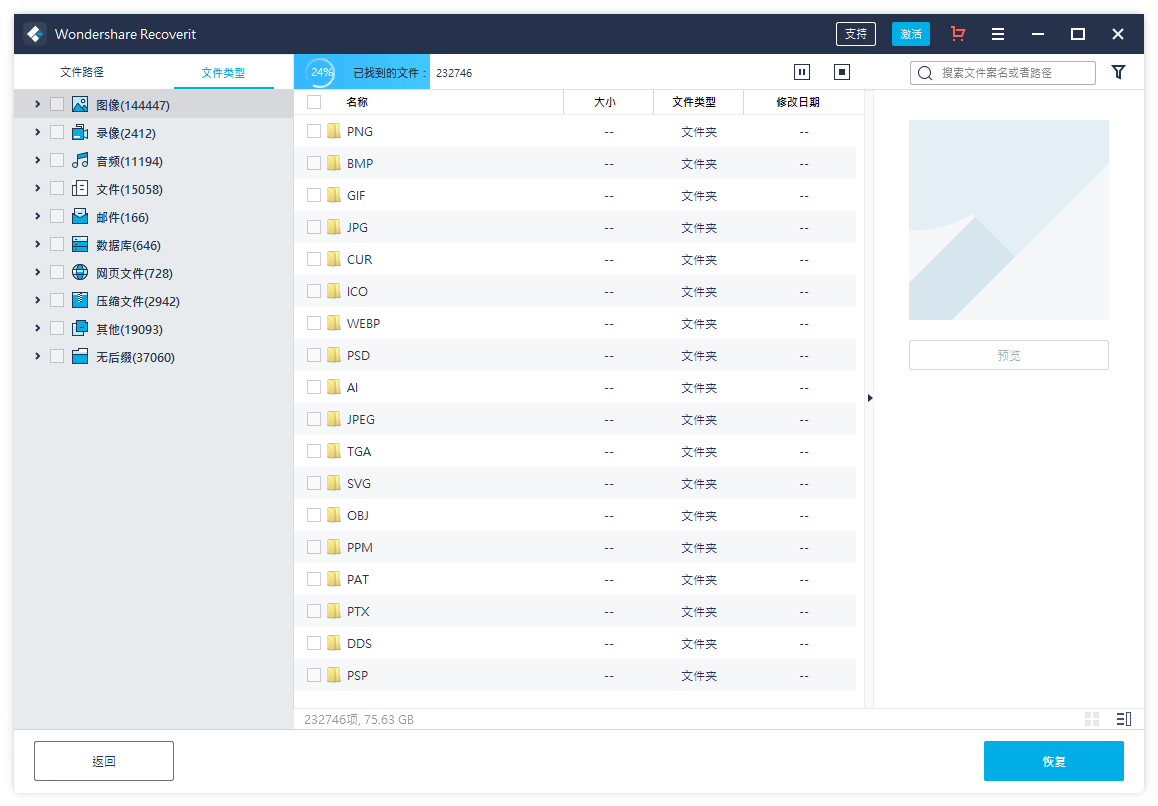 Wondershare Recoverit 支持 激活
文件路径 文件类型 24% 已找到的文件： 232746 搜索文件案名或者路径
图像(144447)
录像(2412)
音频(11194)
文件(15058)
邮件(166)
数据库(646)
网页文件(728)
压缩文件(2942)
其他(19093)
无后缀(37060)
名称 大小 文件类型 修改日期
PNG -- 文件夹 --
BMP -- 文件夹 --
GIF -- 文件夹 --
JPG -- 文件夹 --
CUR -- 文件夹 --
ICO -- 文件夹 --
WEBP -- 文件夹 --
PSD -- 文件夹 --
AI -- 文件夹 --
JPEG -- 文件夹 --
TGA -- 文件夹 --
SVG -- 文件夹 --
OBJ -- 文件夹 --
PPM -- 文件夹 --
PAT -- 文件夹 --
PTX -- 文件夹 --
DDS -- 文件夹 --
PSP -- 文件夹 --
预览
232746项, 75.63 GB
返回 恢复